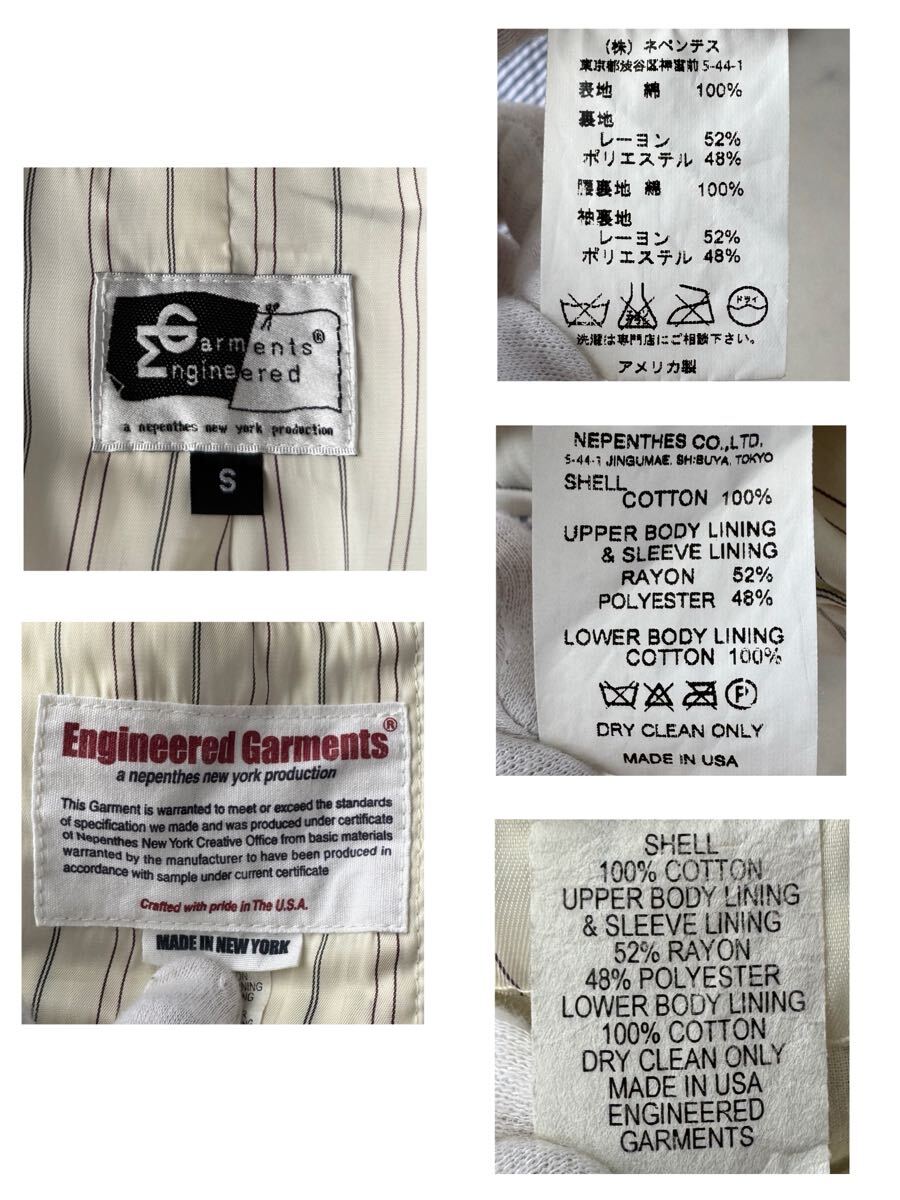 Garments®
Engineered
a nepenthes new york production
S
Engineered Garments®
a nepenthes new york production
This Garment is warranted to meet or exceed the standards
of specification we made and was produced under certificate
of Nepenthes New York Creative Office from basic materials
warranted by the manufacturer to have been produced in
accordance with sample under current certificate
Crafted with pride in The U.S.A.
MADE IN NEW YORK
NING
NG
(株) ネペンテス
東京都渋谷区神宮前 5-44-1
表地 綿 100%
裏地
レーヨン 52%
ポリエステル 48%
腰裏地 綿 100%
袖裏地
レーヨン 52%
ポリエステル 48%
ドライ
洗濯は専門店にご相談下さい。
アメリカ製
NEPENTHES CO.,LTD.
5-44-1 JINGUMAE, SHIBUYA, TOKYO
SHELL
COTTON 100%
UPPER BODY LINING
& SLEEVE LINING
RAYON 52%
POLYESTER 48%
LOWER BODY LINING
COTTON 100%
P
DRY CLEAN ONLY
MADE IN USA
SHELL
100% COTTON
UPPER BODY LINING
& SLEEVE LINING
52% RAYON
48% POLYESTER
LOWER BODY LINING
100% COTTON
DRY CLEAN ONLY
MADE IN USA
ENGINEERED
GARMENTS